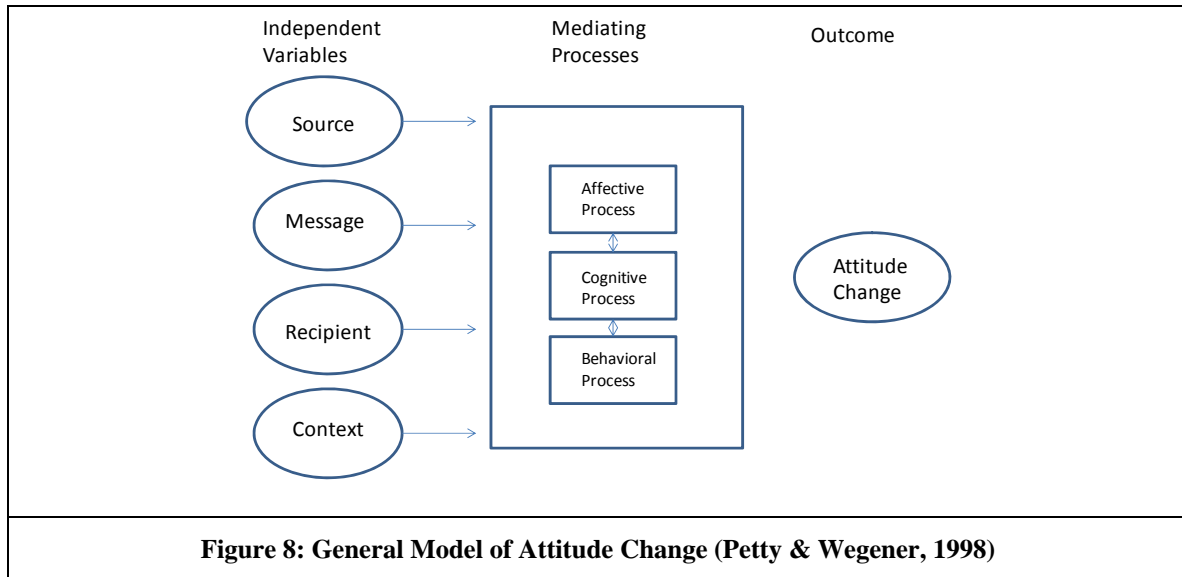 Independent
Variables
Mediating
Processes
Outcome
Source
Message
Recipient
Context
Affective
Process
Cognitive
Process
Behavioral
Process
Attitude
Change
Figure 8: General Model of Attitude Change (Petty & Wegener, 1998)